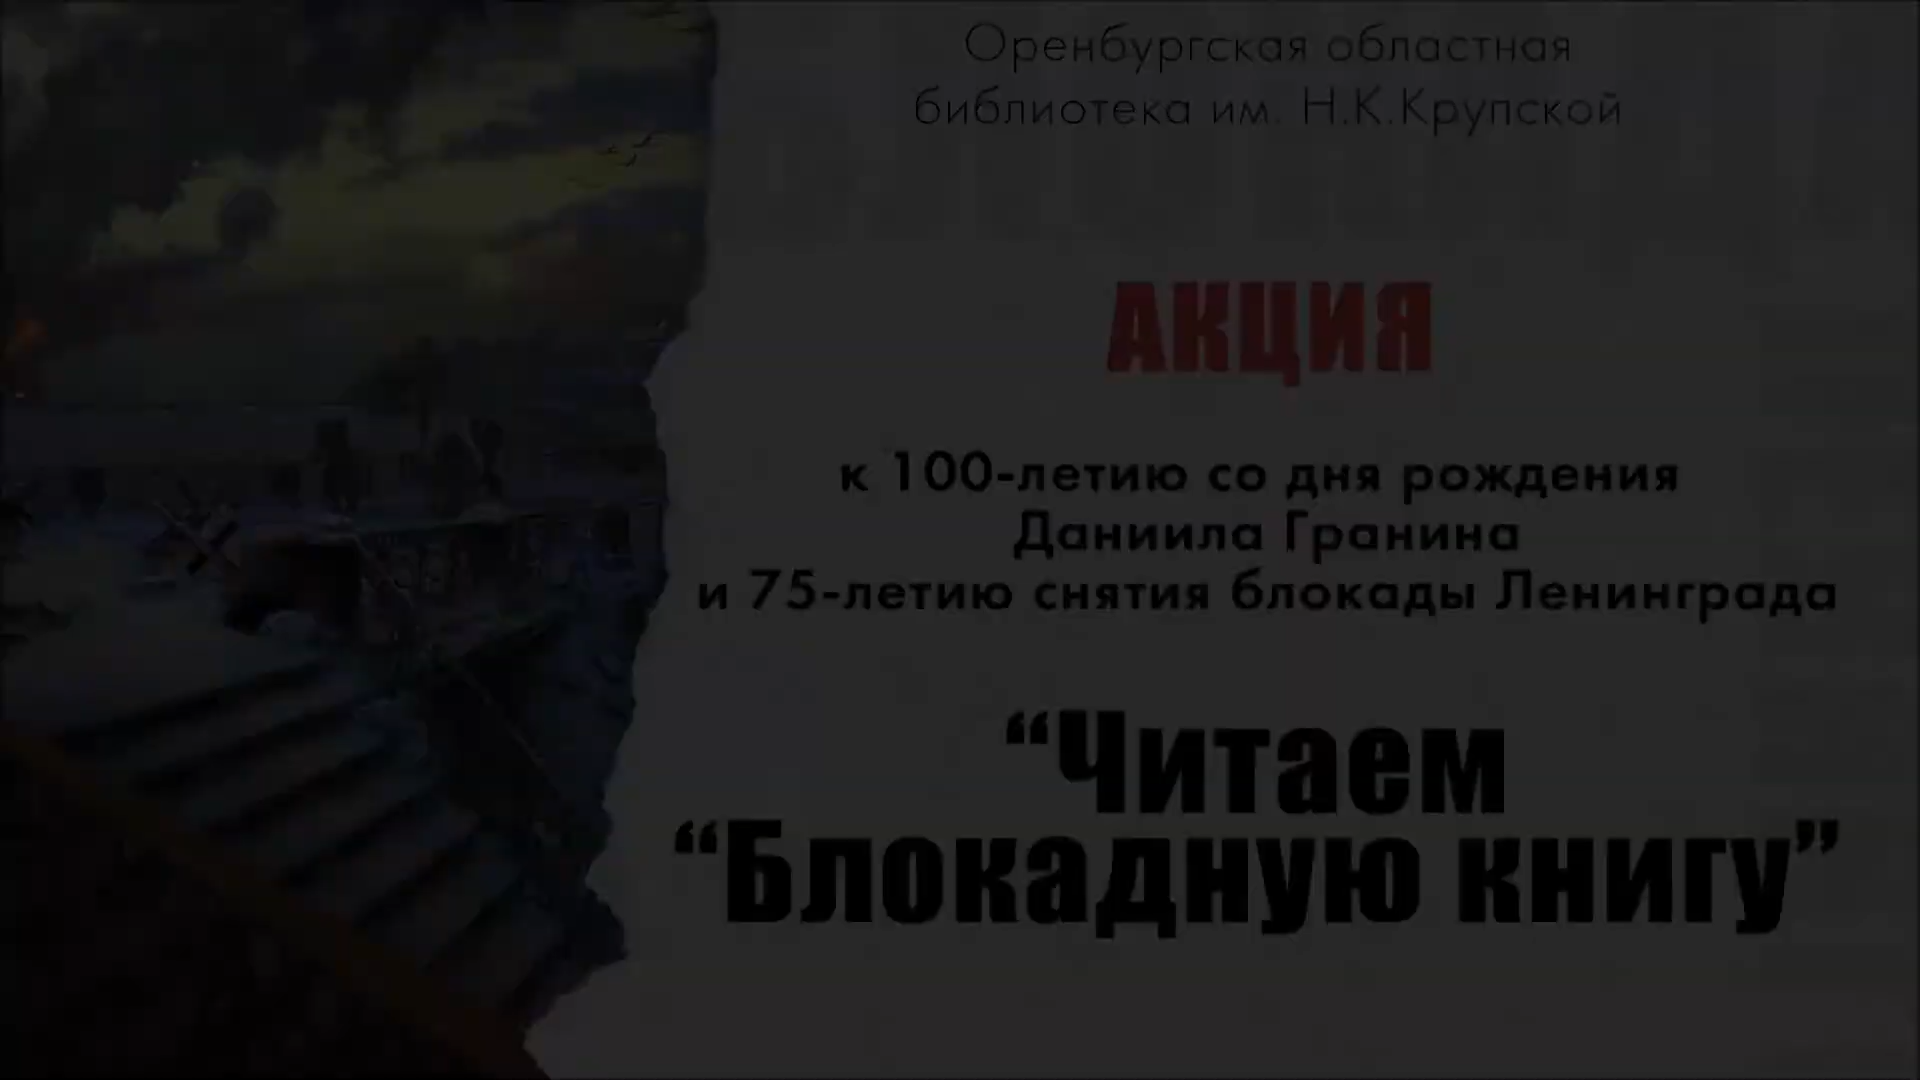 Оренбургская областная
библиотека им. Н.К.Крупской
АКЦИЯ
к 100-летию со дня рождения
Даниила Гранина
и 75-летию снятия блокады Ленинграда
“Читаем
“Блокадную книгу”